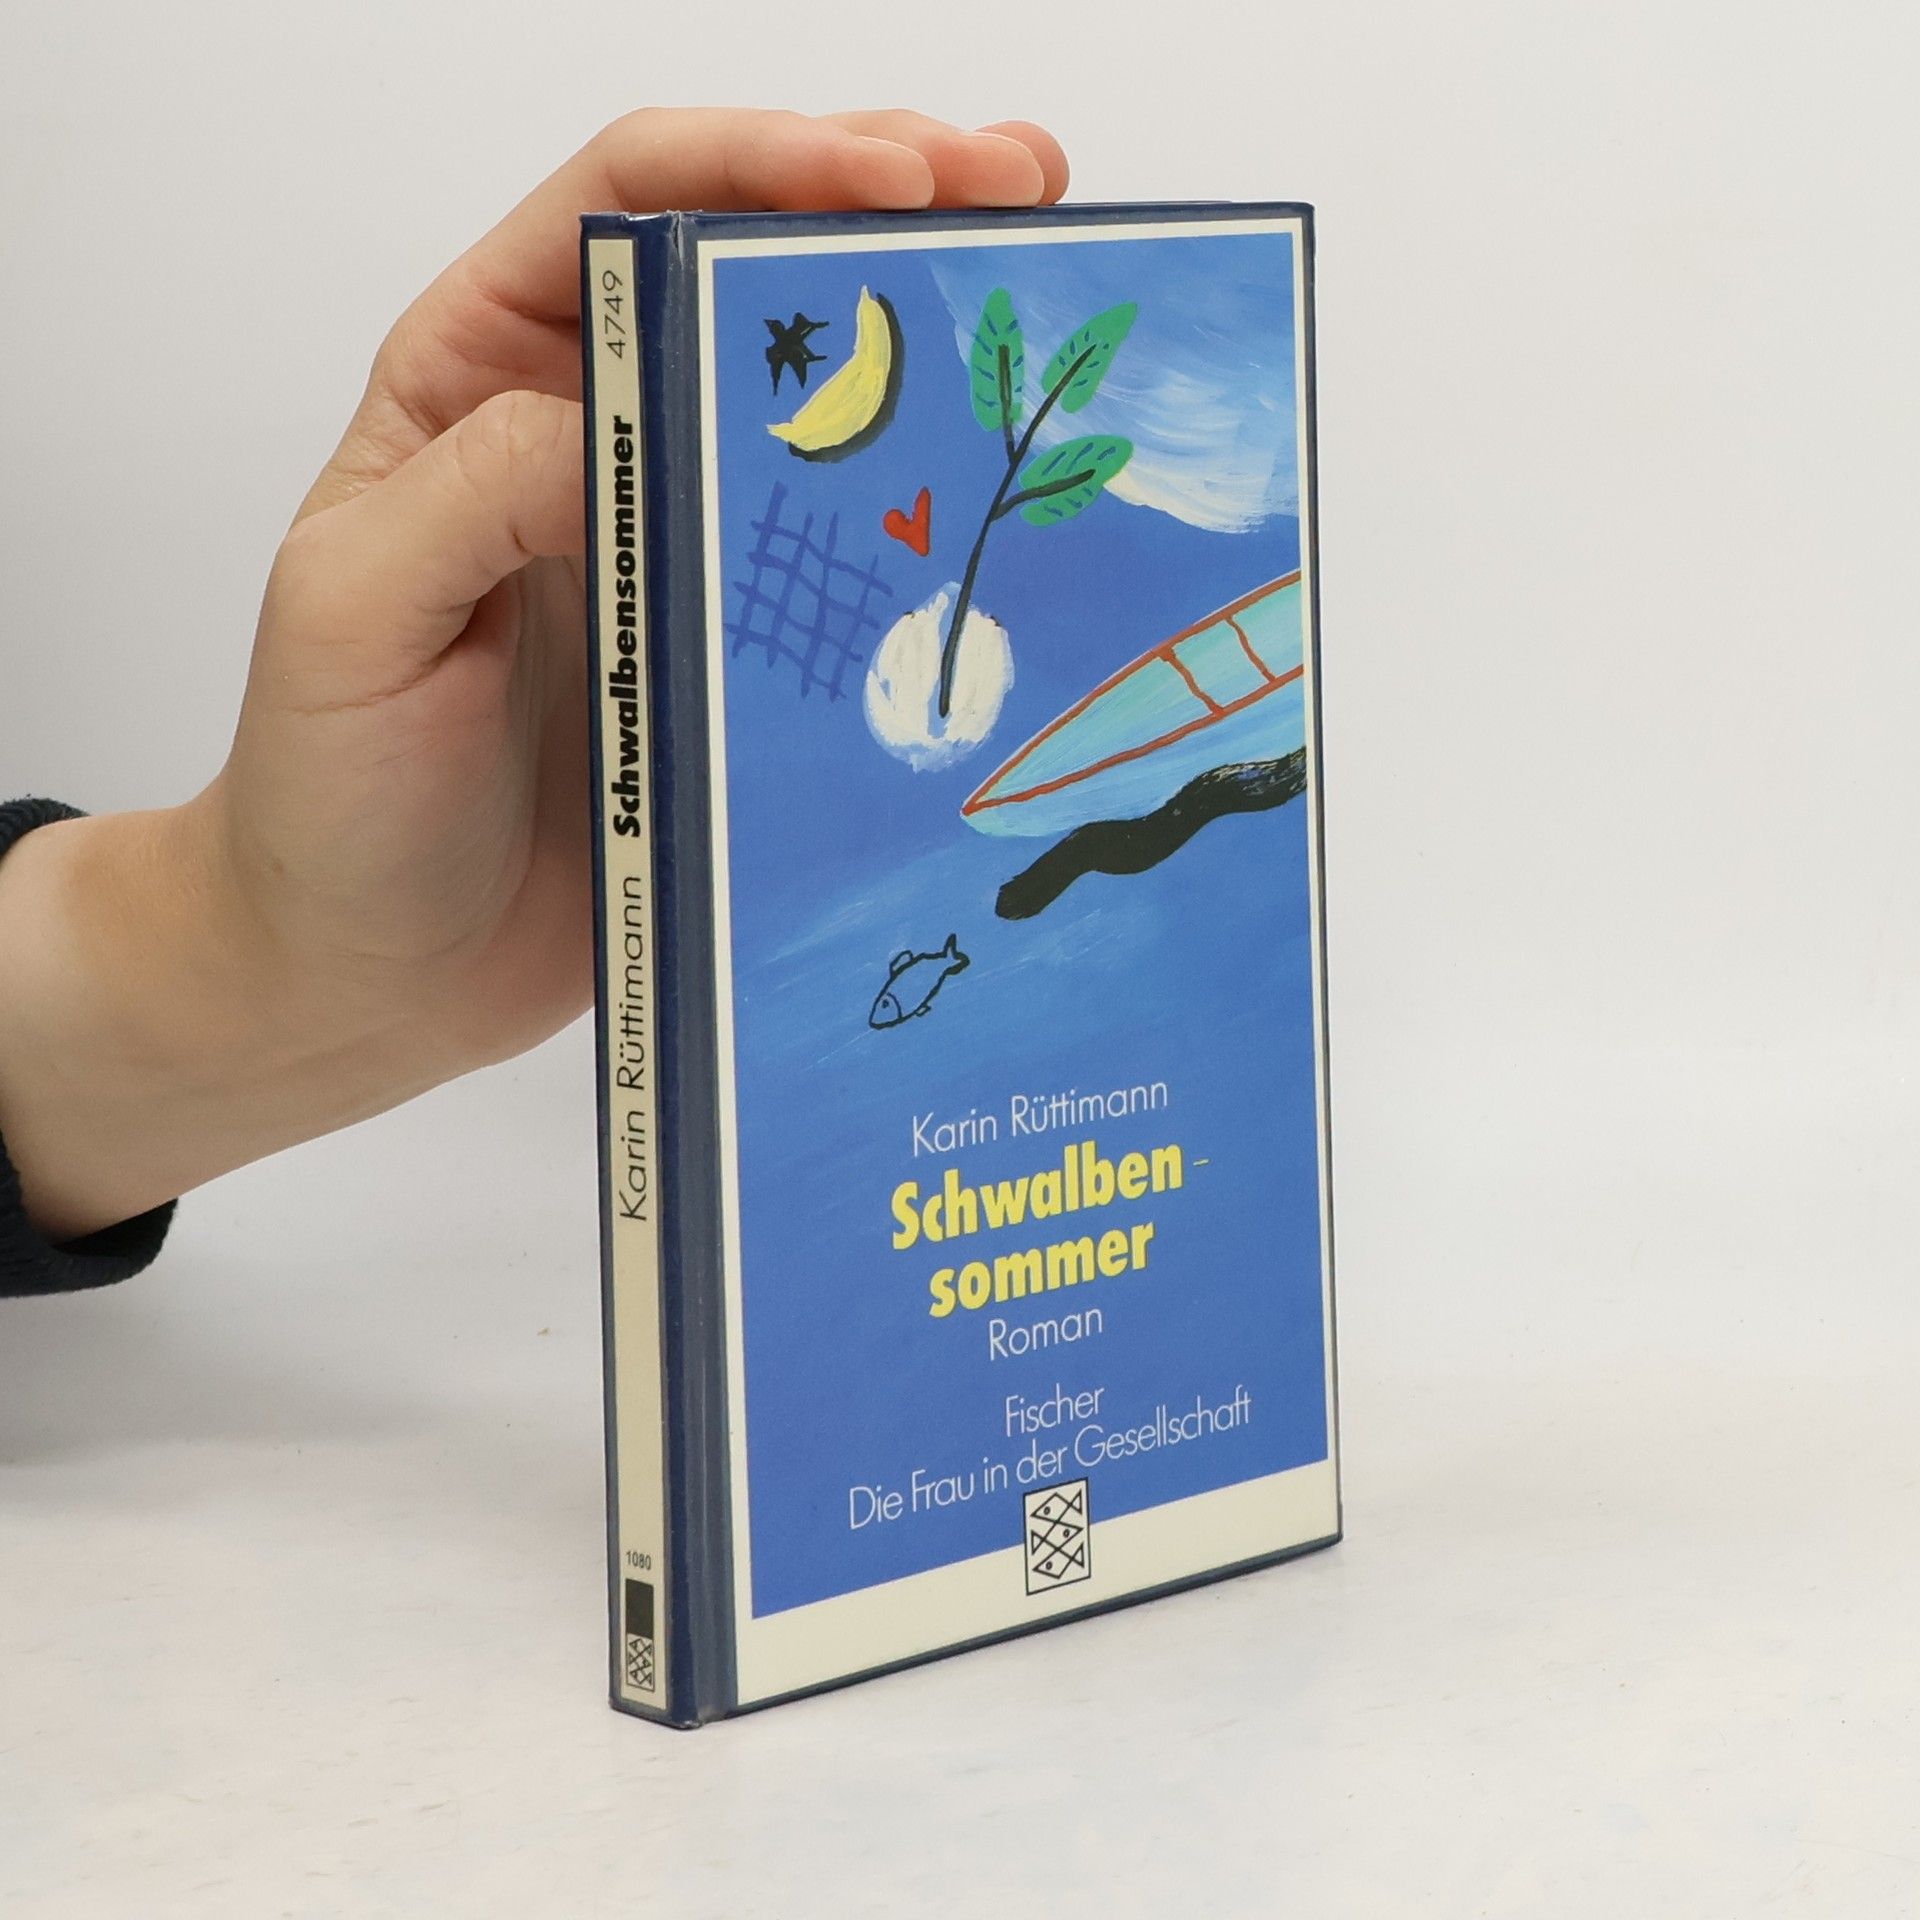 Karin Rüttimann Schwalbensommer 4749
1080
Karin Rüttimann
Schwalben-
sommer
Roman
Fischer
Die Frau in der Gesellschaft